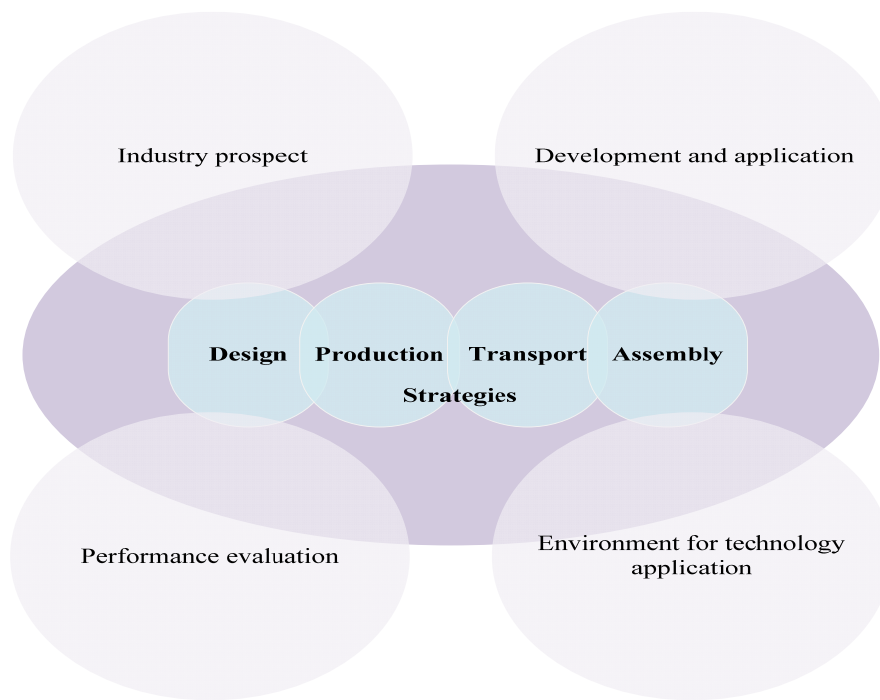 Industry prospect
Development and application
Design Production Transport Assembly
Strategies
Performance evaluation
Environment for technology
application